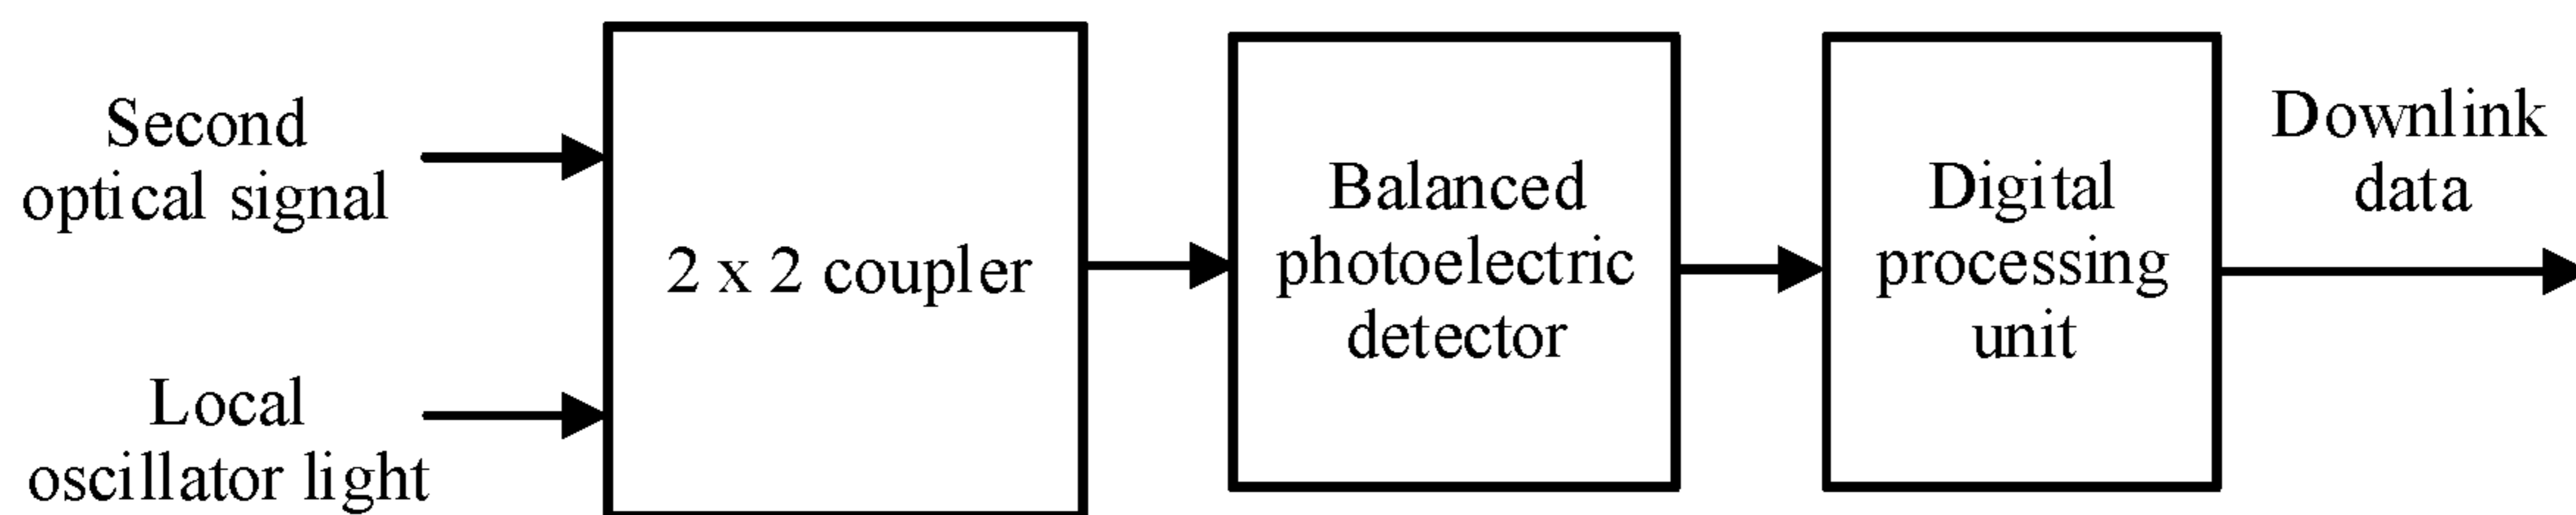 Second
optical signal
Local
oscillator light
2 x 2 coupler
Balanced
photoelectric
detector
Digital
processing
unit
Downlink
data